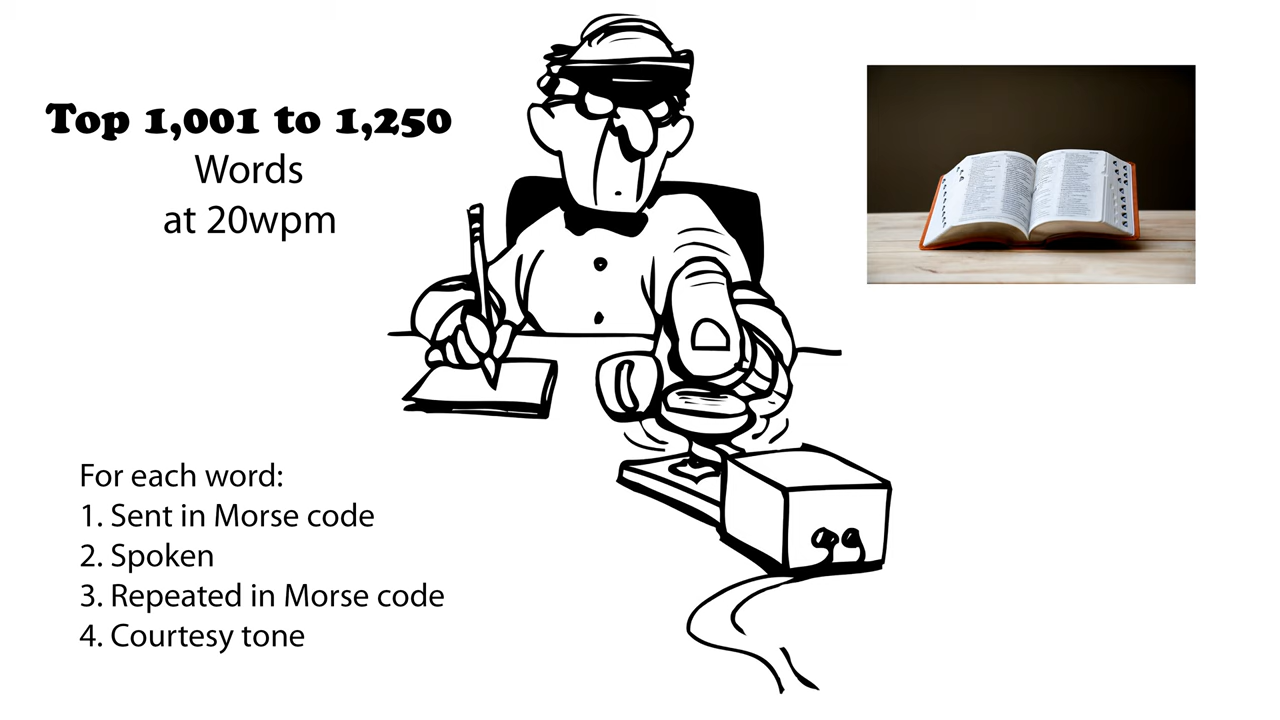 Top 1,001 to 1,250
Words
at 20wpm
For each word:
1. Sent in Morse code
2. Spoken
3. Repeated in Morse code
4. Courtesy tone